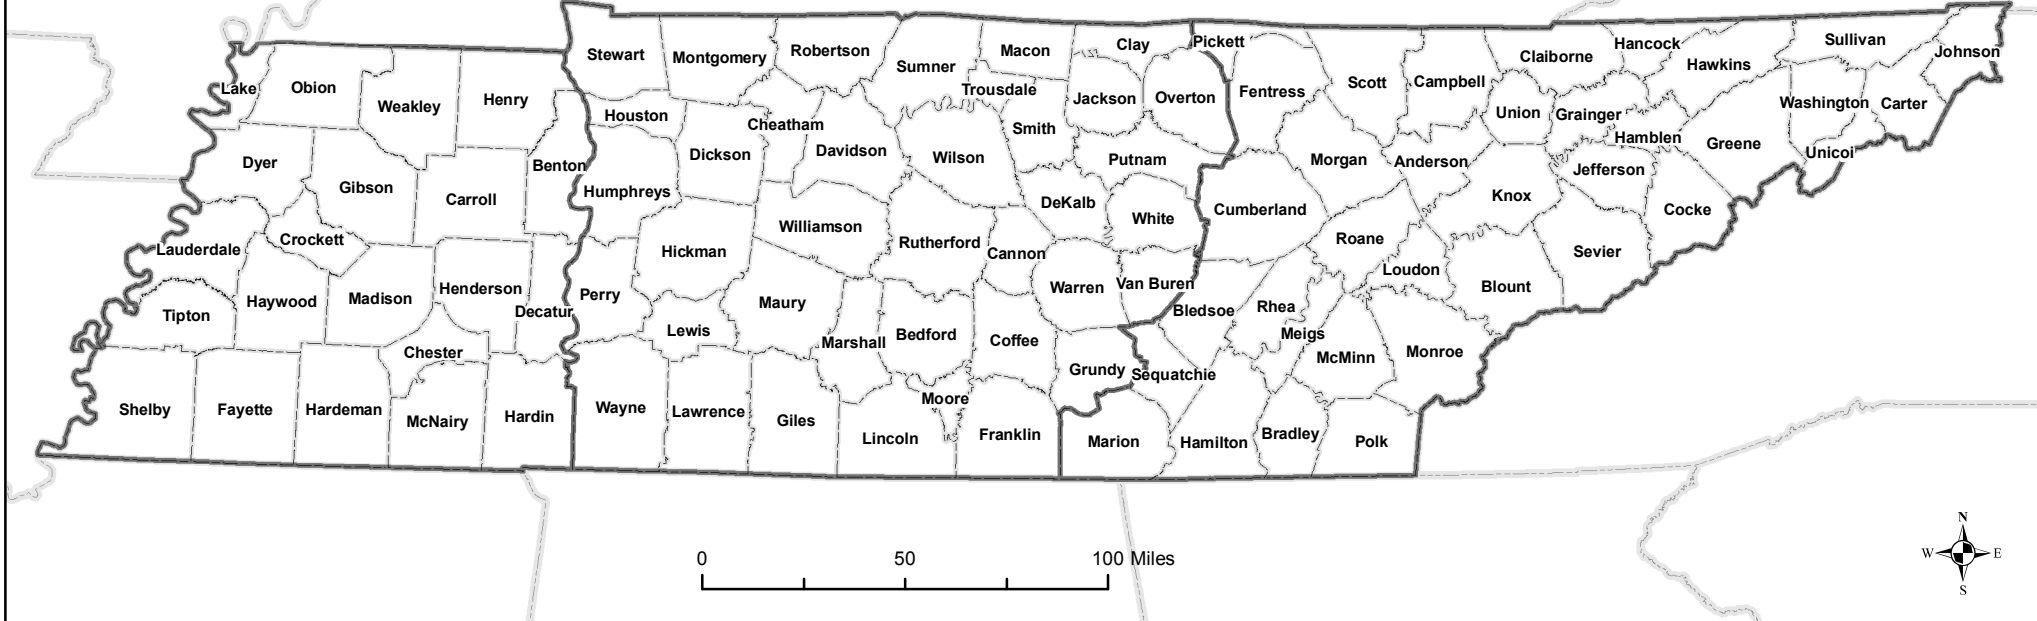 Stewart
Montgomery
Robertson
Sumner
Macon
Clay
Pickett
Fentress
Scott
Campbell
Claiborne
Hancock
Hawkins
Sullivan
Johnson
Lake
Obion
Weakley
Henry
Houston
Cheatham
Trousdale
Smith
Jackson
Overton
Union
Grainger
Hamblen
Greene
Washington
Carter
Unicoi
Dyer
Gibson
Carroll
Benton
Humphreys
Dickson
Davidson
Wilson
DeKalb
Putnam
White
Cumberland
Morgan
Anderson
Knox
Jefferson
Cocke
Lauderdale
Crockett
Hickman
Williamson
Rutherford
Cannon
Warren
Van Buren
Bledsoe
Rhea
Roane
Loudon
Blount
Sevier
Tipton
Haywood
Madison
Henderson
Decatur
Perry
Lewis
Maury
Marshall
Bedford
Coffee
Grundy
Sequatchie
Meigs
McMinn
Monroe
Shelby
Fayette
Hardeman
Chester
McNairy
Hardin
Wayne
Lawrence
Giles
Lincoln
Moore
Franklin
Marion
Hamilton
Bradley
Polk
0 50 100 Miles
N
W E
S